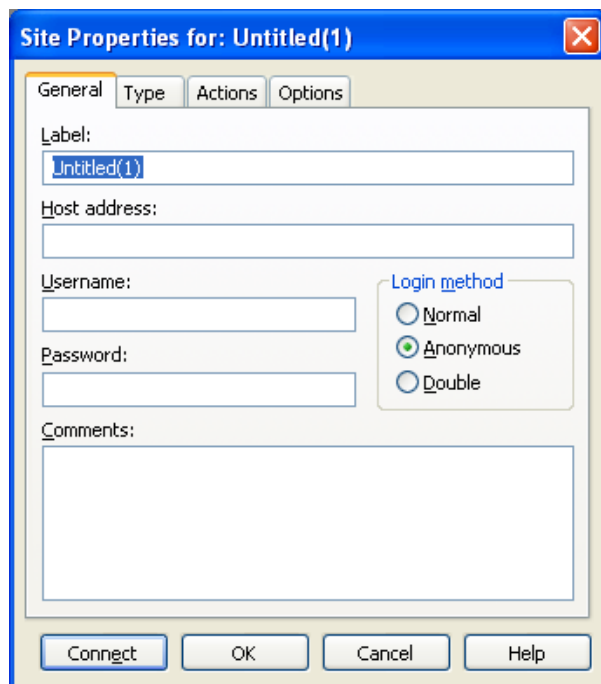 Site Properties for: Untitled(1)
General Type Actions Options
Label:
Untitled(1)
Host address:
Username:
Login method
Normal
Password:
Anonymous
Double
Comments:
Connect OK Cancel Help